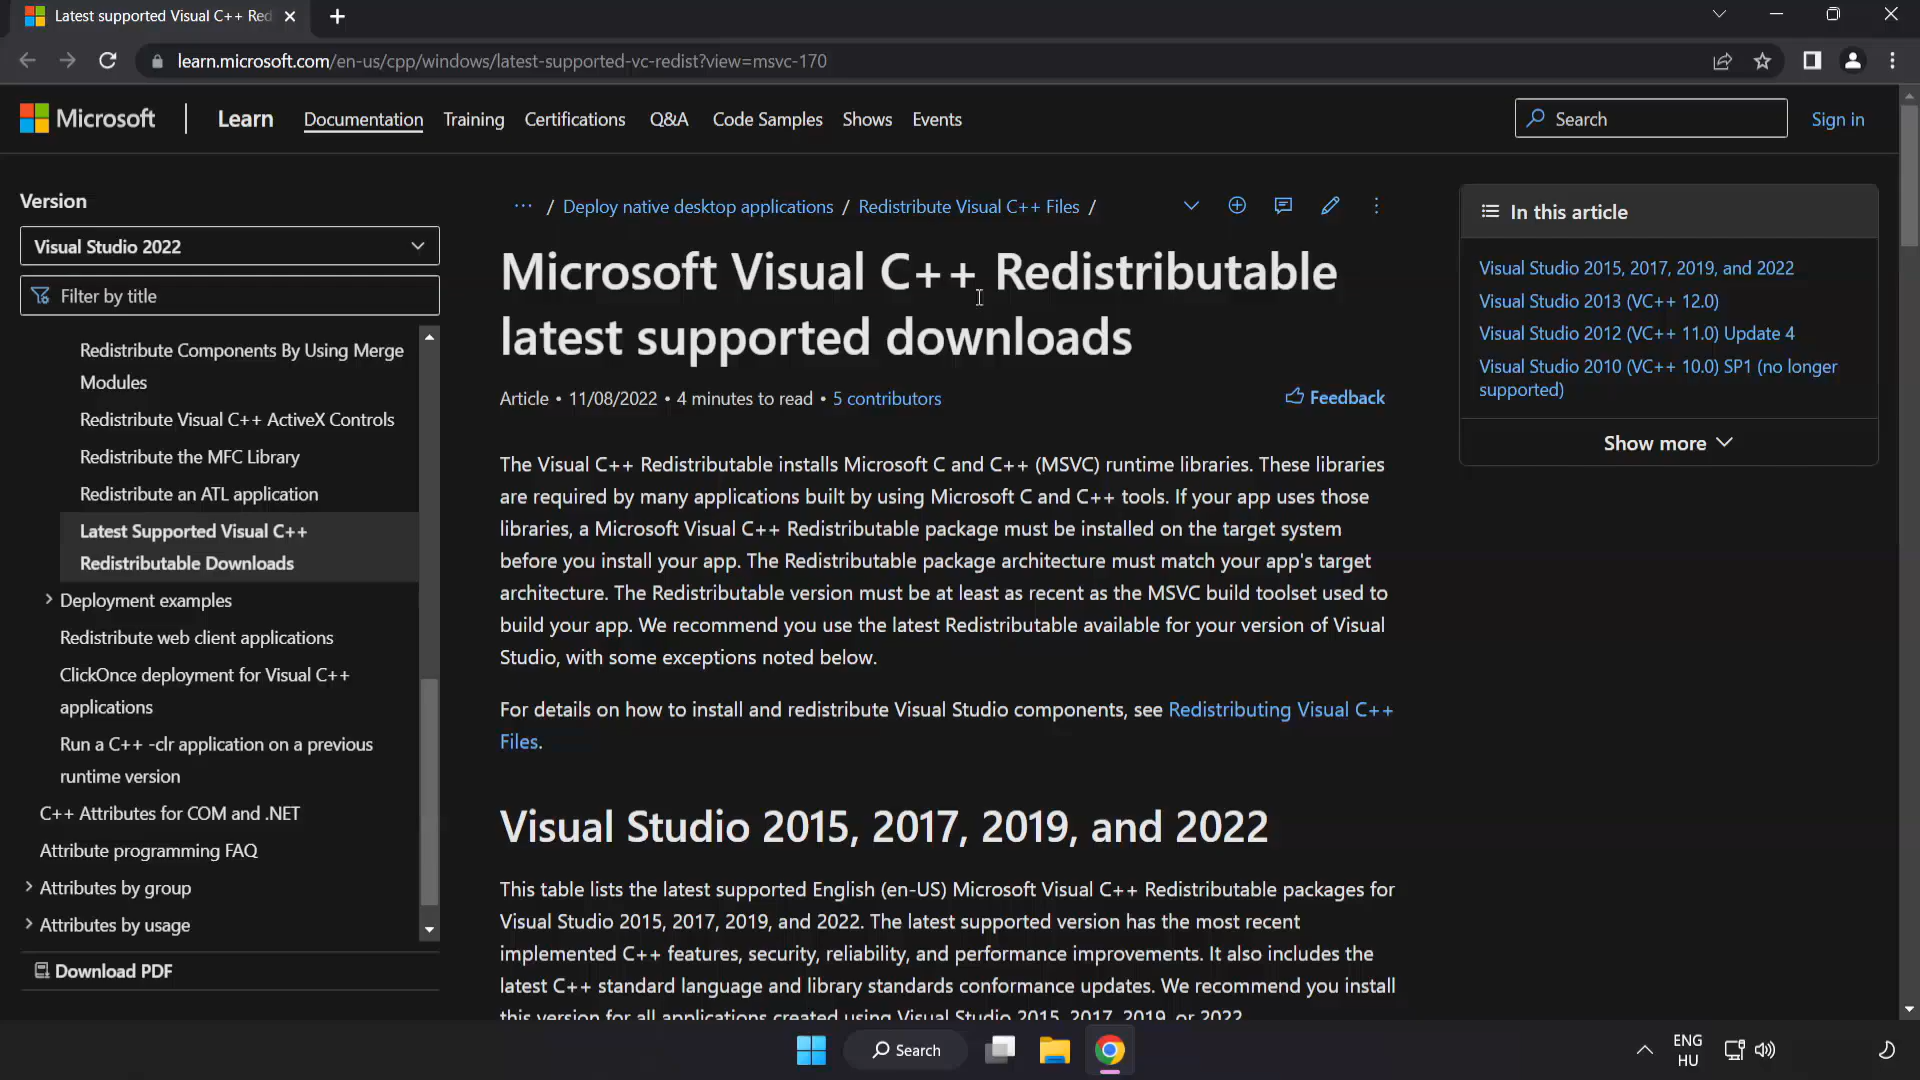 Latest supported Visual C++ Red
learn.microsoft.com/en-us/cpp/windows/latest-supported-vc-redist?view=msvc-170
Microsoft
Learn
Documentation
Training
Certifications
Q&A
Code Samples
Shows
Events
Search
Sign in
Version
Visual Studio 2022
Filter by title
Redistribute Components By Using Merge
Modules
Redistribute Visual C++ ActiveX Controls
Redistribute the MFC Library
Redistribute an ATL application
Latest Supported Visual C++
Redistributable Downloads
Deployment examples
Redistribute web client applications
ClickOnce deployment for Visual C++
applications
Run a C++ -clr application on a previous
runtime version
C++ Attributes for COM and .NET
Attribute programming FAQ
Attributes by group
Attributes by usage
Download PDF
··· / Deploy native desktop applications / Redistribute Visual C++ Files /
Microsoft Visual C++ Redistributable
latest supported downloads
Article • 11/08/2022 • 4 minutes to read • 5 contributors
Feedback
The Visual C++ Redistributable installs Microsoft C and C++ (MSVC) runtime libraries. These libraries
are required by many applications built by using Microsoft C and C++ tools. If your app uses those
libraries, a Microsoft Visual C++ Redistributable package must be installed on the target system
before you install your app. The Redistributable package architecture must match your app's target
architecture. The Redistributable version must be at least as recent as the MSVC build toolset used to
build your app. We recommend you use the latest Redistributable available for your version of Visual
Studio, with some exceptions noted below.
For details on how to install and redistribute Visual Studio components, see Redistributing Visual C++
Files.
Visual Studio 2015, 2017, 2019, and 2022
This table lists the latest supported English (en-US) Microsoft Visual C++ Redistributable packages for
Visual Studio 2015, 2017, 2019, and 2022. The latest supported version has the most recent
implemented C++ features, security, reliability, and performance improvements. It also includes the
latest C++ standard language and library standards conformance updates. We recommend you install
this version for all applications created using Visual Studio 2015, 2017, 2019, or 2022.
In this article
Visual Studio 2015, 2017, 2019, and 2022
Visual Studio 2013 (VC++ 12.0)
Visual Studio 2012 (VC++ 11.0) Update 4
Visual Studio 2010 (VC++ 10.0) SP1 (no longer
supported)
Show more
Search
ENG
HU